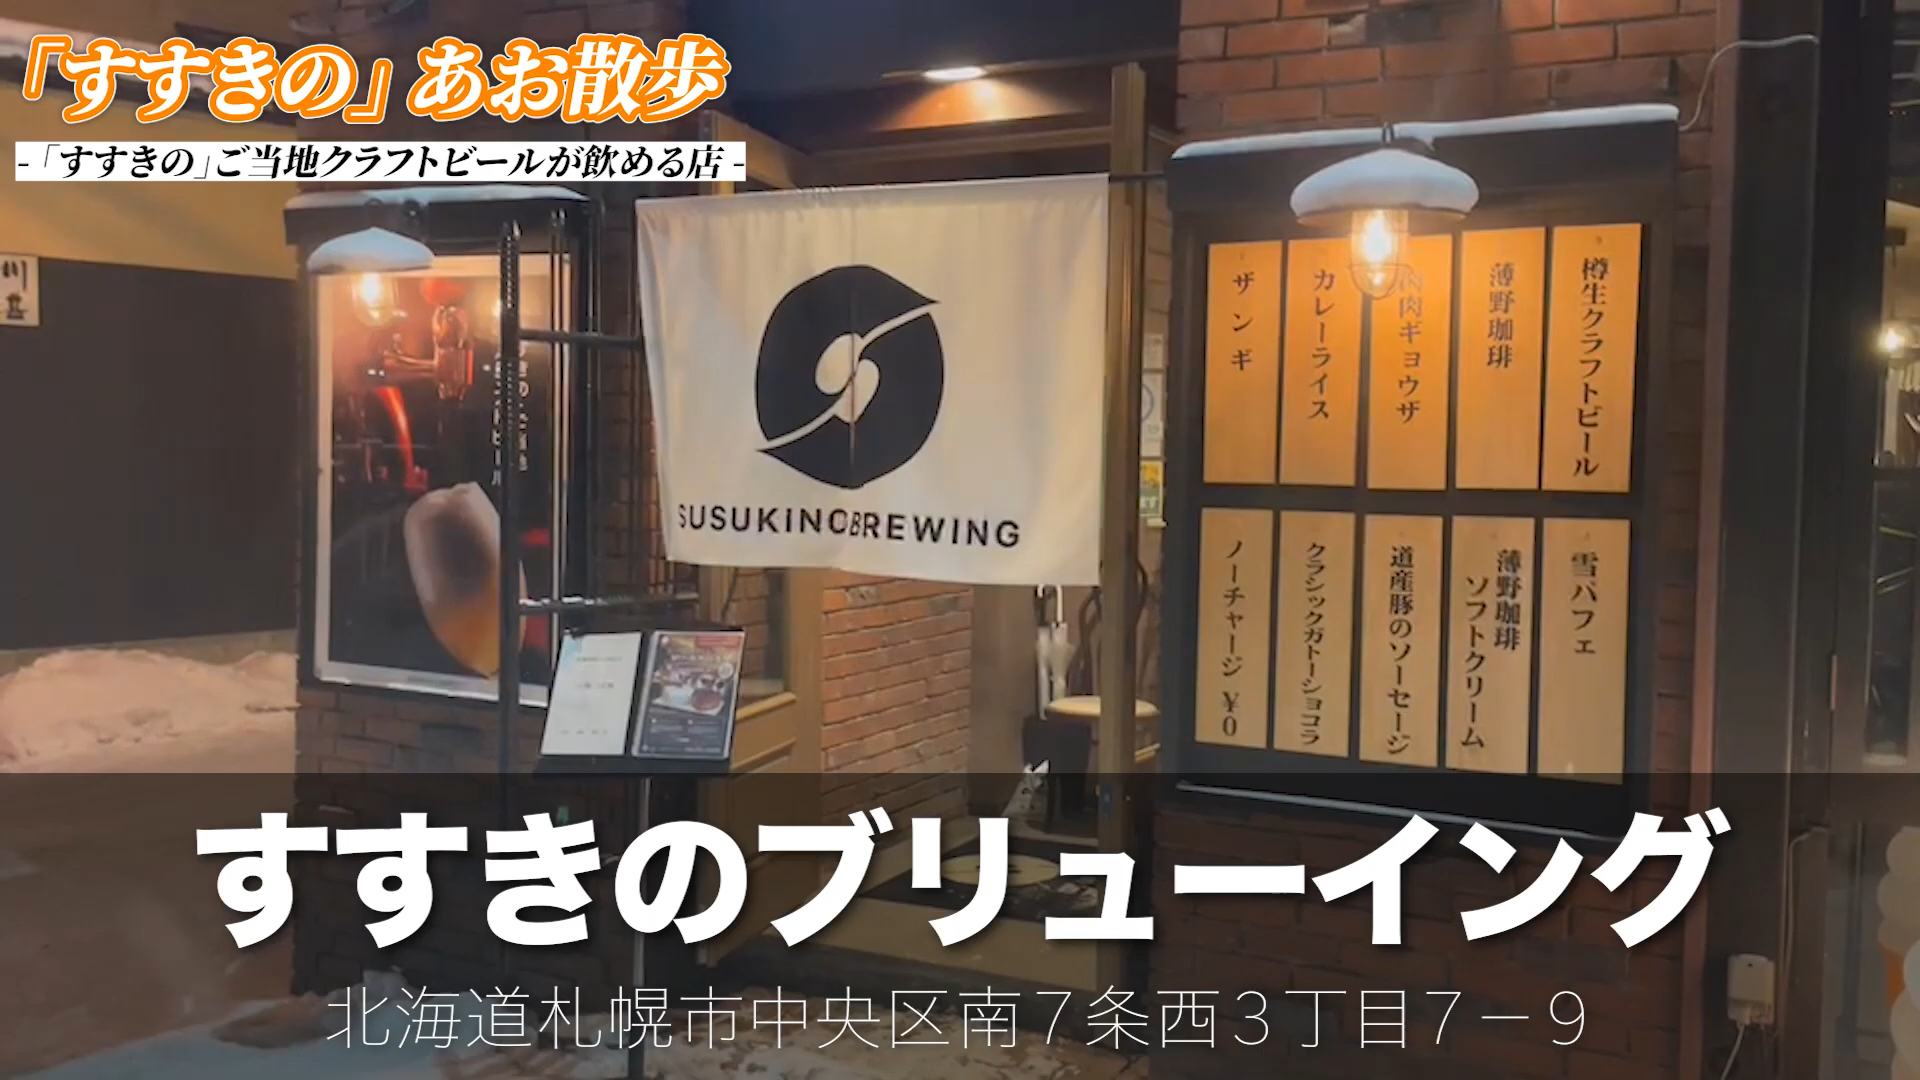 「すすきの」あお散歩
-「すすきの」ご当地クラフトビールが飲める店-
SUSUKINO BREWING
樽生クラフトビール
薄野珈琲
肉肉ギョウザ
カレーライス
ザンギ
雪パフェ
薄野珈琲
ソフトクリーム
道産豚のソーセージ
クラシックガトーショコラ
ノーチャージ ¥0
すすきのブリューイング
北海道札幌市中央区南7条西3丁目7-9